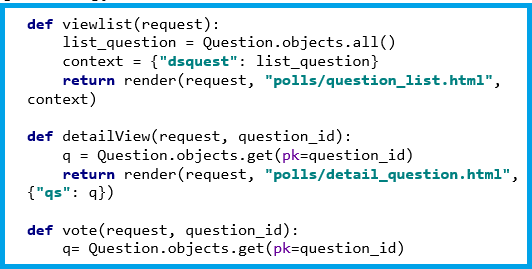 def viewlist(request):
    list_question = Question.objects.all()
    context = {"dsquest": list_question}
    return render(request, "polls/question_list.html",
context)
def detailView(request, question_id):
    q = Question.objects.get(pk=question_id)
    return render(request, "polls/detail_question.html",
{"qs": q})
def vote(request, question_id):
    q= Question.objects.get(pk=question_id)